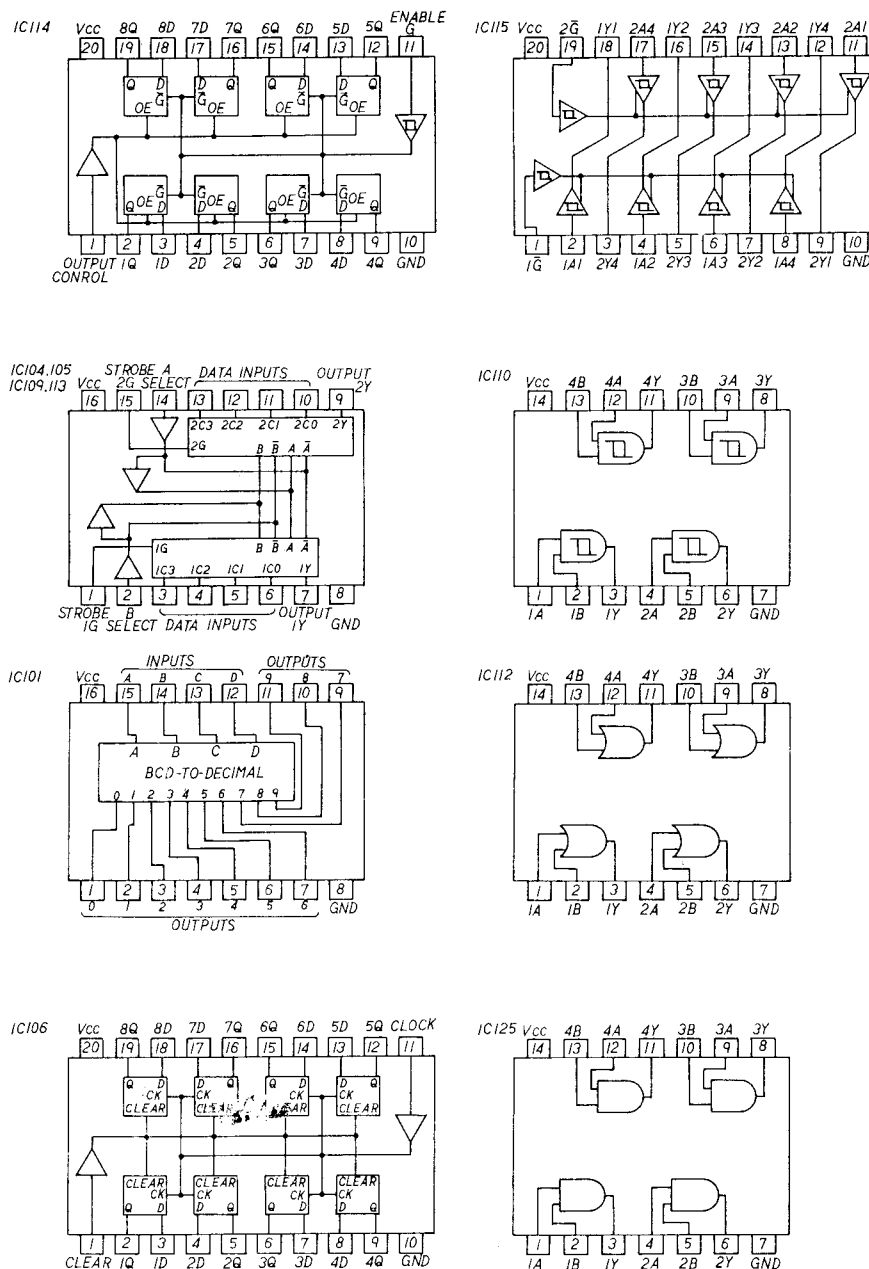 IC114 Vcc 8Q 8D 7D 7Q 6Q 6D 5D 5Q ENABLE G
20 19 18 17 16 15 14 13 12 11
Q D D Q Q D D Q
OE G̅ G̅ OE OE G̅ G̅ OE
OE G̅ G̅ OE OE G̅ G̅ OE
Q D D Q Q D D Q
1 2 3 4 5 6 7 8 9 10
OUTPUT CONROL 1Q 1D 2D 2Q 3Q 3D 4D 4Q GND
IC115 Vcc 2G̅ 1Y1 2A4 1Y2 2A3 1Y3 2A2 1Y4 2A1
20 19 18 17 16 15 14 13 12 11
1 2 3 4 5 6 7 8 9 10
1G̅ 1A1 2Y4 1A2 2Y3 1A3 2Y2 1A4 2Y1 GND
IC104,105
IC109,113
STROBE A DATA INPUTS OUTPUT
Vcc 2G SELECT 2Y
16 15 14 13 12 11 10 9
2C3 2C2 2C1 2C0 2Y
2G
B B̅ A A̅
1G B B̅ A A̅
1C3 1C2 1C1 1C0 1Y
1 2 3 4 5 6 7 8
STROBE B OUTPUT GND
1G SELECT DATA INPUTS 1Y
IC110 Vcc 4B 4A 4Y 3B 3A 3Y
14 13 12 11 10 9 8
1 2 3 4 5 6 7
1A 1B 1Y 2A 2B 2Y GND
IC101 INPUTS OUTPUTS
Vcc A B C D 9 8 7
16 15 14 13 12 11 10 9
A B C D
BCD-TO-DECIMAL
0 1 2 3 4 5 6 7 8 9
1 2 3 4 5 6 7 8
0 1 2 3 4 5 6 GND
OUTPUTS
IC112 Vcc 4B 4A 4Y 3B 3A 3Y
14 13 12 11 10 9 8
1 2 3 4 5 6 7
1A 1B 1Y 2A 2B 2Y GND
IC106 Vcc 8Q 8D 7D 7Q 6Q 6D 5D 5Q CLOCK
20 19 18 17 16 15 14 13 12 11
Q D D Q Q D D Q
CK CK CK CK
CLEAR CLEAR CLEAR
CLEAR CLEAR CLEAR CLEAR
CK CK CK CK
Q D D Q Q D D Q
1 2 3 4 5 6 7 8 9 10
CLEAR 1Q 1D 2D 2Q 3Q 3D 4D 4Q GND
IC125 Vcc 4B 4A 4Y 3B 3A 3Y
14 13 12 11 10 9 8
1 2 3 4 5 6 7
1A 1B 1Y 2A 2B 2Y GND